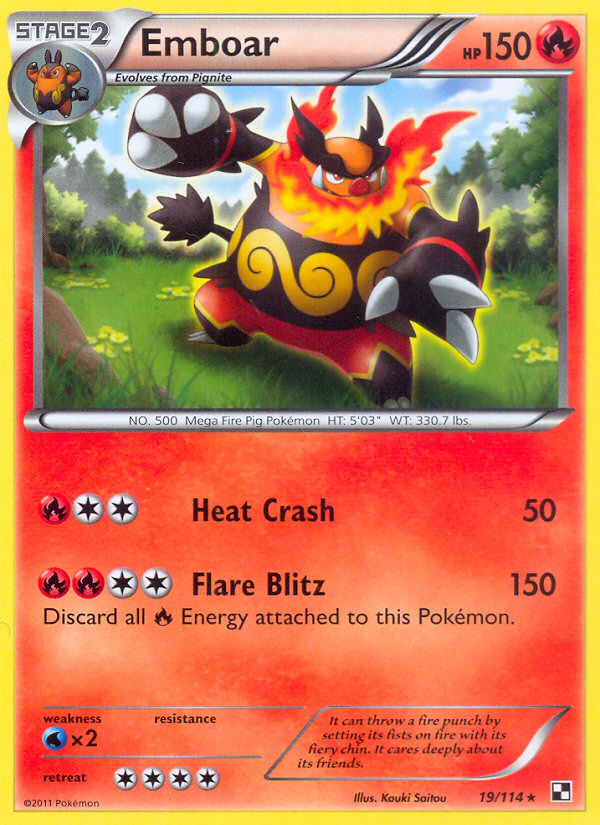 STAGE2
Emboar
HP150
Evolves from Pignite
NO. 500 Mega Fire Pig Pokémon HT: 5'03" WT: 330.7 lbs.
Heat Crash 50
Flare Blitz 150
Discard all Energy attached to this Pokémon.
weakness resistance
×2
It can throw a fire punch by
setting its fists on fire with its
fiery chin. It cares deeply about
its friends.
retreat
©2011 Pokémon
Illus. Kouki Saitou 19/114 ★